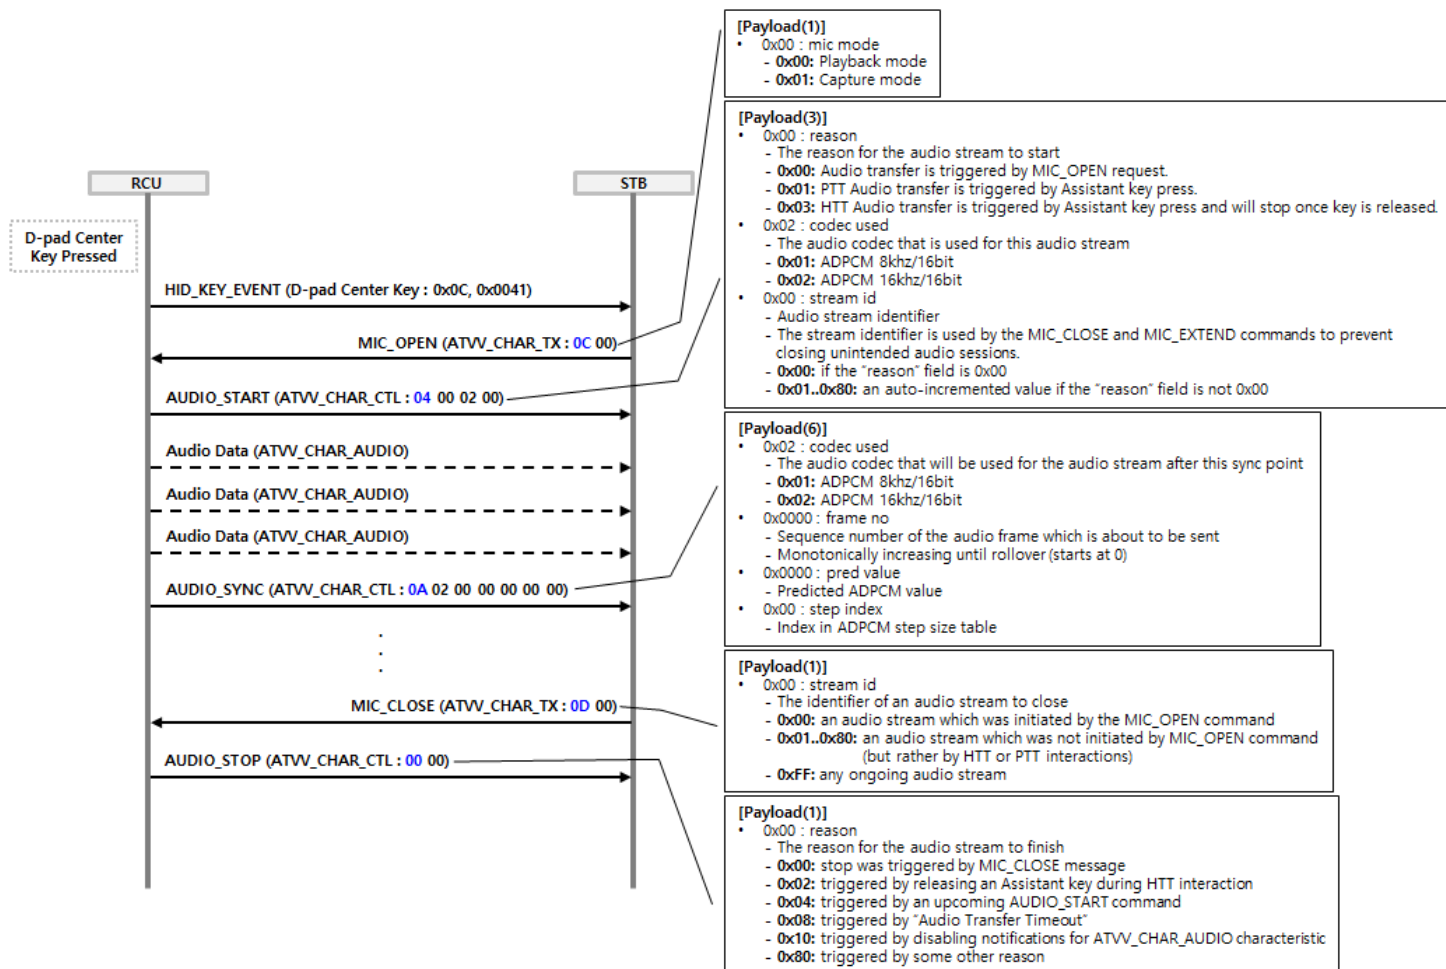 RCU
STB
D-pad Center
Key Pressed
HID_KEY_EVENT (D-pad Center Key : 0x0C, 0x0041)
MIC_OPEN (ATVV_CHAR_TX : 0C 00)
AUDIO_START (ATVV_CHAR_CTL : 04 00 02 00)
Audio Data (ATVV_CHAR_AUDIO)
Audio Data (ATVV_CHAR_AUDIO)
Audio Data (ATVV_CHAR_AUDIO)
AUDIO_SYNC (ATVV_CHAR_CTL : 0A 02 00 00 00 00 00)
.
.
.
MIC_CLOSE (ATVV_CHAR_TX : 0D 00)
AUDIO_STOP (ATVV_CHAR_CTL : 00 00)
[Payload(1)]
• 0x00 : mic mode
- 0x00: Playback mode
- 0x01: Capture mode
[Payload(3)]
• 0x00 : reason
- The reason for the audio stream to start
- 0x00: Audio transfer is triggered by MIC_OPEN request.
- 0x01: PTT Audio transfer is triggered by Assistant key press.
- 0x03: HTT Audio transfer is triggered by Assistant key press and will stop once key is released.
• 0x02 : codec used
- The audio codec that is used for this audio stream
- 0x01: ADPCM 8khz/16bit
- 0x02: ADPCM 16khz/16bit
• 0x00 : stream id
- Audio stream identifier
- The stream identifier is used by the MIC_CLOSE and MIC_EXTEND commands to prevent
closing unintended audio sessions.
- 0x00: if the “reason” field is 0x00
- 0x01..0x80: an auto-incremented value if the “reason” field is not 0x00
[Payload(6)]
• 0x02 : codec used
- The audio codec that will be used for the audio stream after this sync point
- 0x01: ADPCM 8khz/16bit
- 0x02: ADPCM 16khz/16bit
• 0x0000 : frame no
- Sequence number of the audio frame which is about to be sent
- Monotonically increasing until rollover (starts at 0)
• 0x0000 : pred value
- Predicted ADPCM value
• 0x00 : step index
- Index in ADPCM step size table
[Payload(1)]
• 0x00 : stream id
- The identifier of an audio stream to close
- 0x00: an audio stream which was initiated by the MIC_OPEN command
- 0x01..0x80: an audio stream which was not initiated by MIC_OPEN command
(but rather by HTT or PTT interactions)
- 0xFF: any ongoing audio stream
[Payload(1)]
• 0x00 : reason
- The reason for the audio stream to finish
- 0x00: stop was triggered by MIC_CLOSE message
- 0x02: triggered by releasing an Assistant key during HTT interaction
- 0x04: triggered by an upcoming AUDIO_START command
- 0x08: triggered by “Audio Transfer Timeout”
- 0x10: triggered by disabling notifications for ATVV_CHAR_AUDIO characteristic
- 0x80: triggered by some other reason